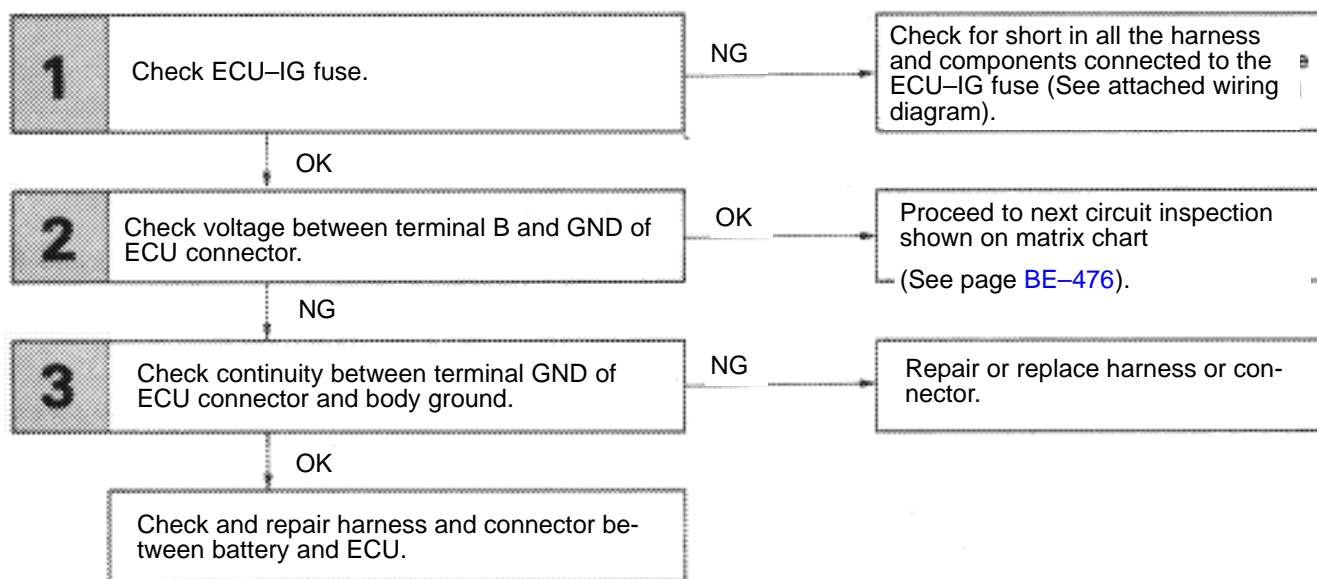 1
Check ECU–IG fuse.
NG
Check for short in all the harness
and components connected to the
ECU–IG fuse (See attached wiring
diagram).
OK
2
Check voltage between terminal B and GND of
ECU connector.
OK
Proceed to next circuit inspection
shown on matrix chart
(See page BE–476).
NG
3
Check continuity between terminal GND of
ECU connector and body ground.
NG
Repair or replace harness or con-
nector.
OK
Check and repair harness and connector be-
tween battery and ECU.